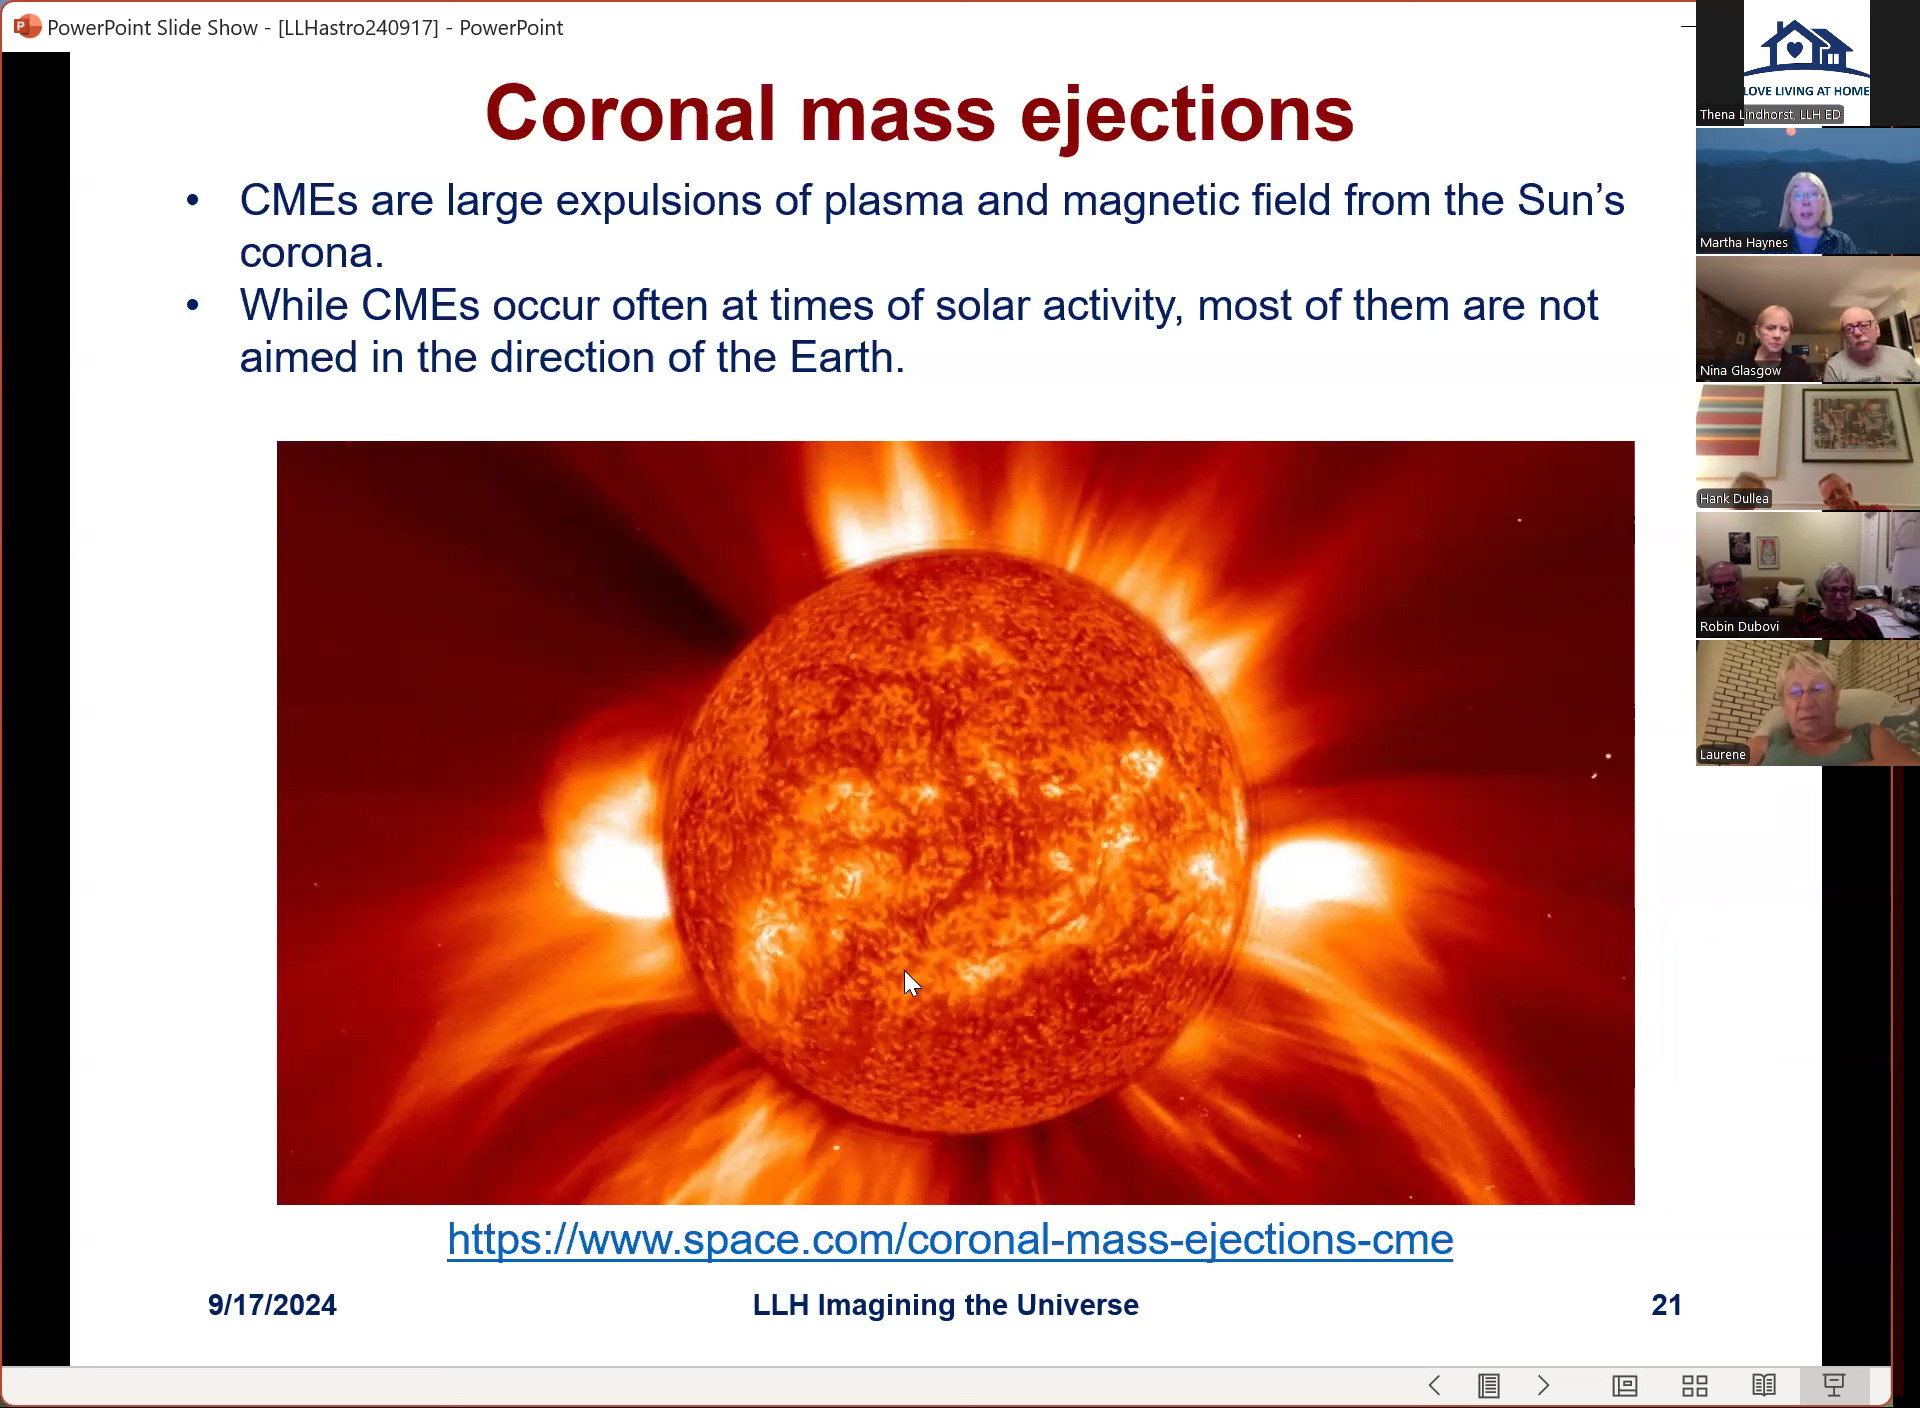 PowerPoint Slide Show - [LLHastro240917] - PowerPoint
Coronal mass ejections
• CMEs are large expulsions of plasma and magnetic field from the Sun’s
corona.
• While CMEs occur often at times of solar activity, most of them are not
aimed in the direction of the Earth.
https://www.space.com/coronal-mass-ejections-cme
9/17/2024
LLH Imagining the Universe
21
LOVE LIVING AT HOME
Thena Lindhorst, LLH ED
Martha Haynes
Nina Glasgow
Hank Dullea
Robin Dubovi
Laurene